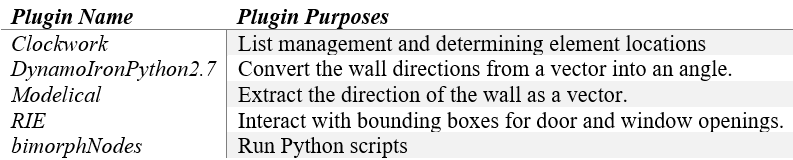 Plugin Name Plugin Purposes
Clockwork List management and determining element locations
DynamoIronPython2.7 Convert the wall directions from a vector into an angle.
Modelical Extract the direction of the wall as a vector.
RIE Interact with bounding boxes for door and window openings.
bimorphNodes Run Python scripts